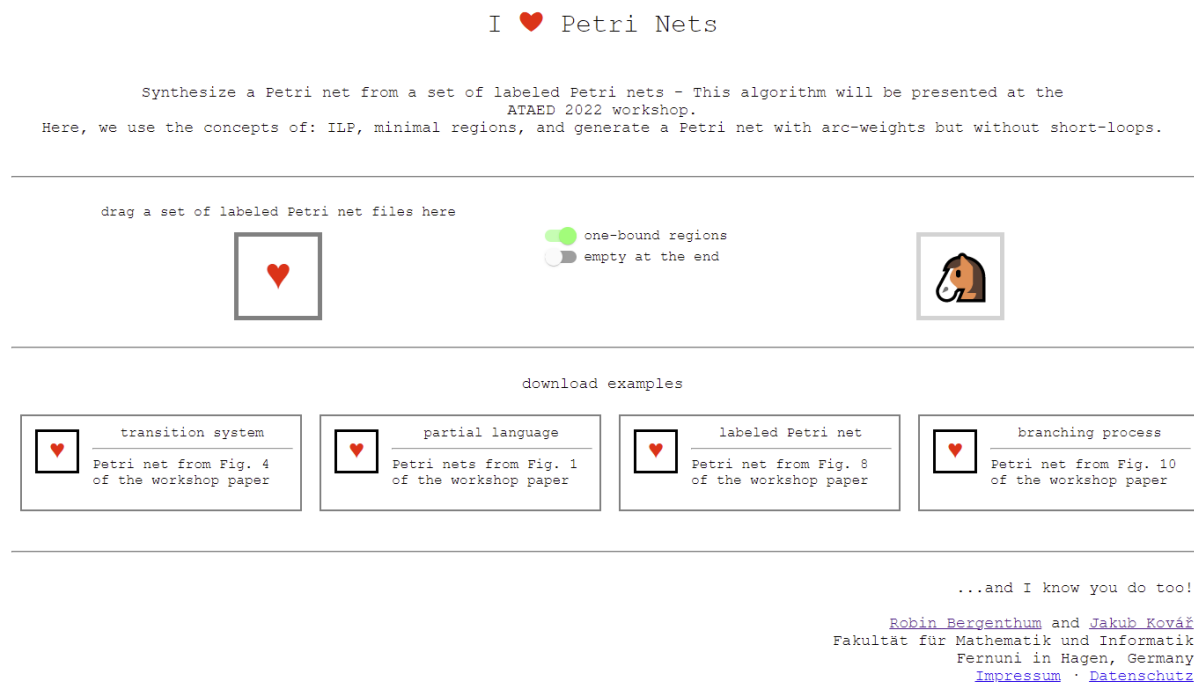 I ❤ Petri Nets
Synthesize a Petri net from a set of labeled Petri nets - This algorithm will be presented at the
ATAED 2022 workshop.
Here, we use the concepts of: ILP, minimal regions, and generate a Petri net with arc-weights but without short-loops.
drag a set of labeled Petri net files here
one-bound regions
empty at the end
download examples
transition system
Petri net from Fig. 4
of the workshop paper
partial language
Petri nets from Fig. 1
of the workshop paper
labeled Petri net
Petri net from Fig. 8
of the workshop paper
branching process
Petri net from Fig. 10
of the workshop paper
...and I know you do too!
Robin Bergenthum and Jakub Kovář
Fakultät für Mathematik und Informatik
Fernuni in Hagen, Germany
Impressum · Datenschutz